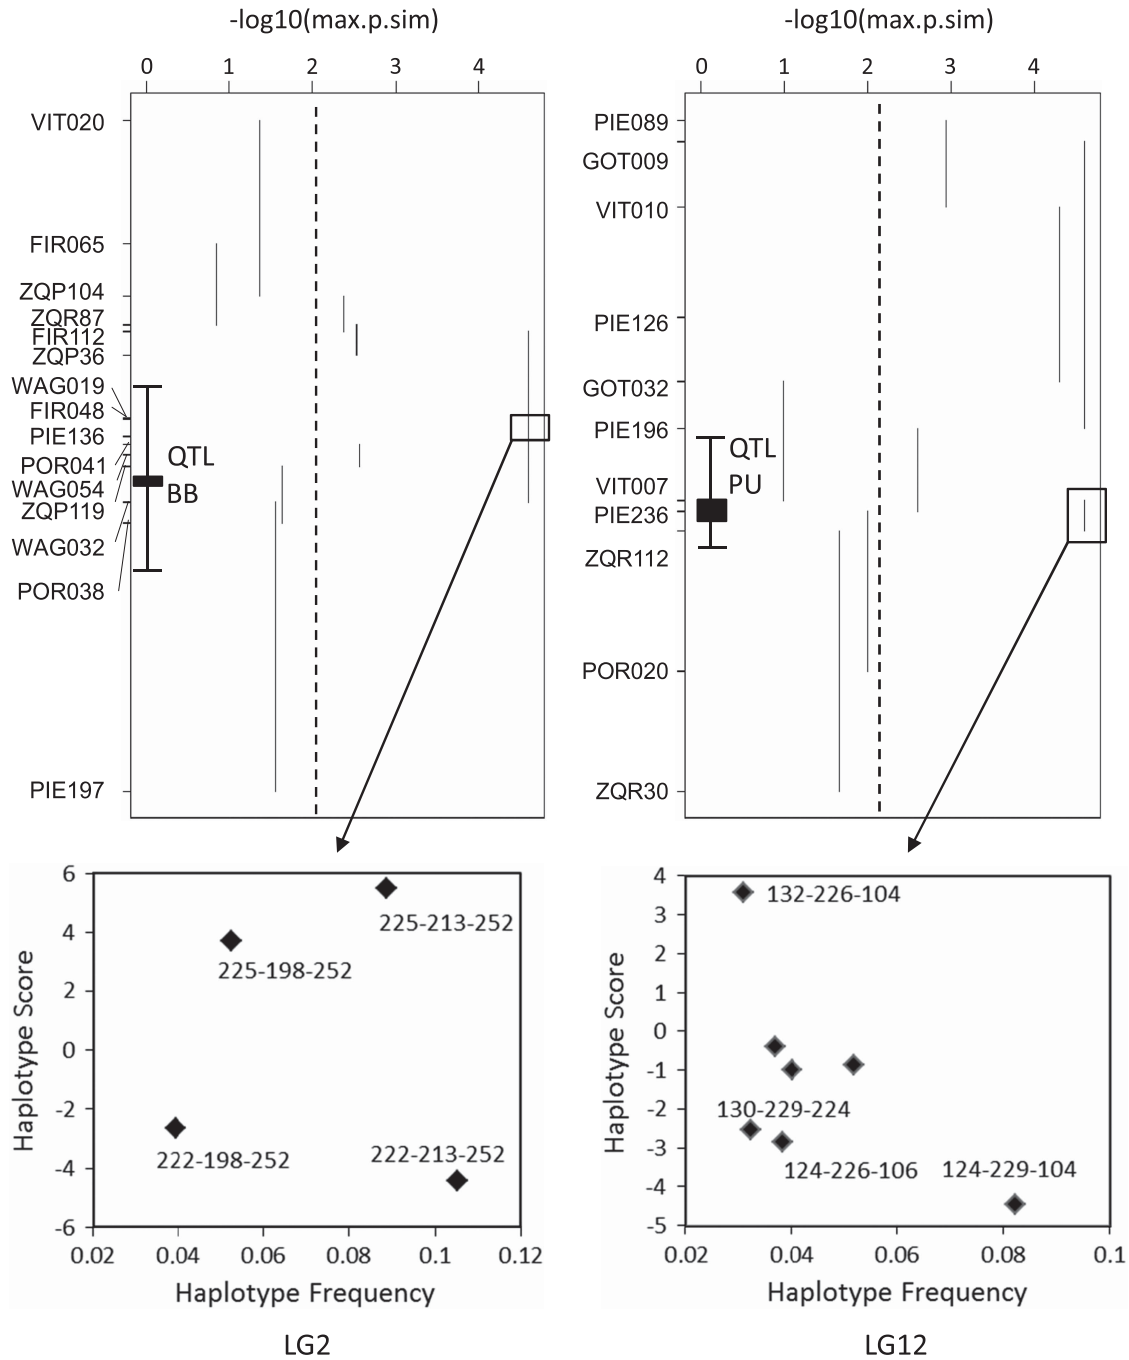 -log10(max.p.sim)
0 1 2 3 4
VIT020
FIR065
ZQP104
ZQR87
FIR112
ZQP36
WAG019
FIR048
PIE136
POR041
WAG054
ZQP119
WAG032
POR038
PIE197
QTL
BB
-log10(max.p.sim)
0 1 2 3 4
PIE089
GOT009
VIT010
PIE126
GOT032
PIE196
VIT007
PIE236
ZQR112
POR020
ZQR30
QTL
PU
Haplotype Score
6
4
2
0
-2
-4
-6
225-213-252
225-198-252
222-198-252
222-213-252
0.02 0.04 0.06 0.08 0.1 0.12
Haplotype Frequency
LG2
Haplotype Score
4
3
2
1
0
-1
-2
-3
-4
-5
132-226-104
130-229-224
124-226-106
124-229-104
0.02 0.04 0.06 0.08 0.1
Haplotype Frequency
LG12